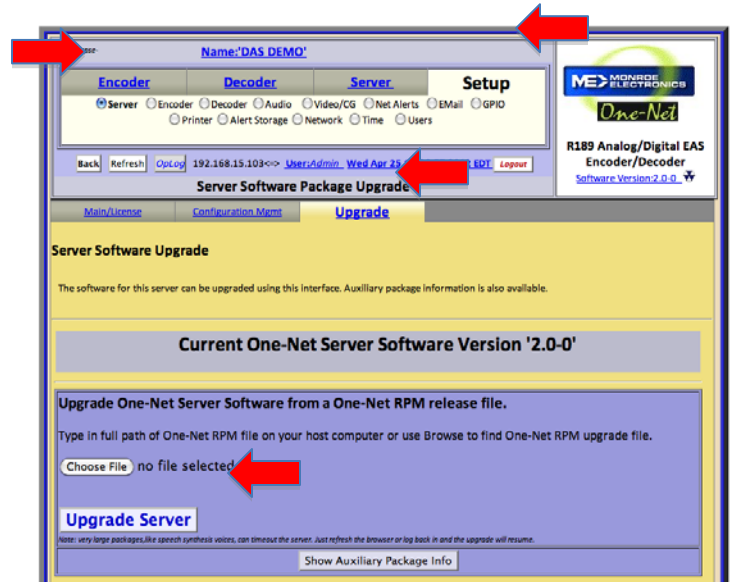 Name:'DAS DEMO'
Encoder Decoder Server Setup
Server Encoder Decoder Audio Video/CG Net Alerts EMail GPIO
Printer Alert Storage Network Time Users
Back Refresh OpLog 192.168.15.103<=> User:Admin Wed Apr 25 EDT Logout
Server Software Package Upgrade
MONROE
ELECTRONICS
One-Net
R189 Analog/Digital EAS
Encoder/Decoder
Software Version:2.0-0
Main/License Configuration Mgmt Upgrade
Server Software Upgrade
The software for this server can be upgraded using this interface. Auxiliary package information is also available.
Current One-Net Server Software Version '2.0-0'
Upgrade One-Net Server Software from a One-Net RPM release file.
Type in full path of One-Net RPM file on your host computer or use Browse to find One-Net RPM upgrade file.
Choose File no file selected
Upgrade Server
Note: very large packages,like speech synthesis voices, can timeout the server. Just refresh the browser or log back in and the upgrade will resume.
Show Auxiliary Package Info